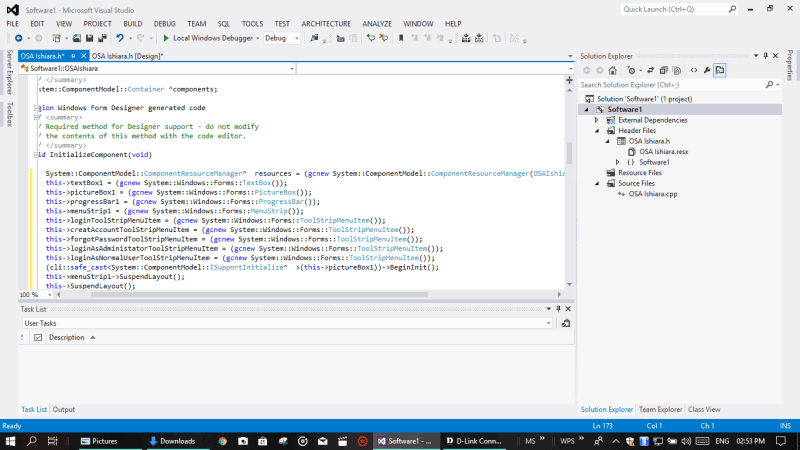 Software1 - Microsoft Visual Studio
Quick Launch (Ctrl+Q)
FILE EDIT VIEW PROJECT BUILD DEBUG TEAM SQL TOOLS TEST ARCHITECTURE ANALYZE WINDOW HELP
Local Windows Debugger Debug
Server Explorer
Toolbox
OSA Ishiara.h* OSA Ishiara.h [Design]*
Software1::OSAIshiara
/ </summary>
stem::ComponentModel::Container ^components;
gion Windows Form Designer generated code
<summary>
Required method for Designer support - do not modify
the contents of this method with the code editor.
/ </summary>
id InitializeComponent(void)
System::ComponentModel::ComponentResourceManager^ resources = (gcnew System::ComponentModel::ComponentResourceManager(OSAIshia
this->textBox1 = (gcnew System::Windows::Forms::TextBox());
this->pictureBox1 = (gcnew System::Windows::Forms::PictureBox());
this->progressBar1 = (gcnew System::Windows::Forms::ProgressBar());
this->menuStrip1 = (gcnew System::Windows::Forms::MenuStrip());
this->loginToolStripMenuItem = (gcnew System::Windows::Forms::ToolStripMenuItem());
this->creatAccountToolStripMenuItem = (gcnew System::Windows::Forms::ToolStripMenuItem());
this->forgotPasswordToolStripMenuItem = (gcnew System::Windows::Forms::ToolStripMenuItem());
this->loginAsAdministatorToolStripMenuItem = (gcnew System::Windows::Forms::ToolStripMenuItem());
this->loginAsNormalUserToolStripMenuItem = (gcnew System::Windows::Forms::ToolStripMenuItem());
(cli::safe_cast<System::ComponentModel::ISupportInitialize^ >(this->pictureBox1))->BeginInit();
this->menuStrip1->SuspendLayout();
this->SuspendLayout();
100 %
Task List
User Tasks
! Description
Task List Output
Solution Explorer
Search Solution Explorer (Ctrl+;)
Solution 'Software1' (1 project)
Software1
External Dependencies
Header Files
OSA Ishiara.h
OSA Ishiara.resx
Software1
Resource Files
Source Files
OSA Ishiara.cpp
Solution Explorer Team Explorer Class View
Properties
Ready Ln 173 Col 1 Ch 1 INS
Pictures Downloads Software1 - ... D-Link Conn... MS WPS 02:53 PM